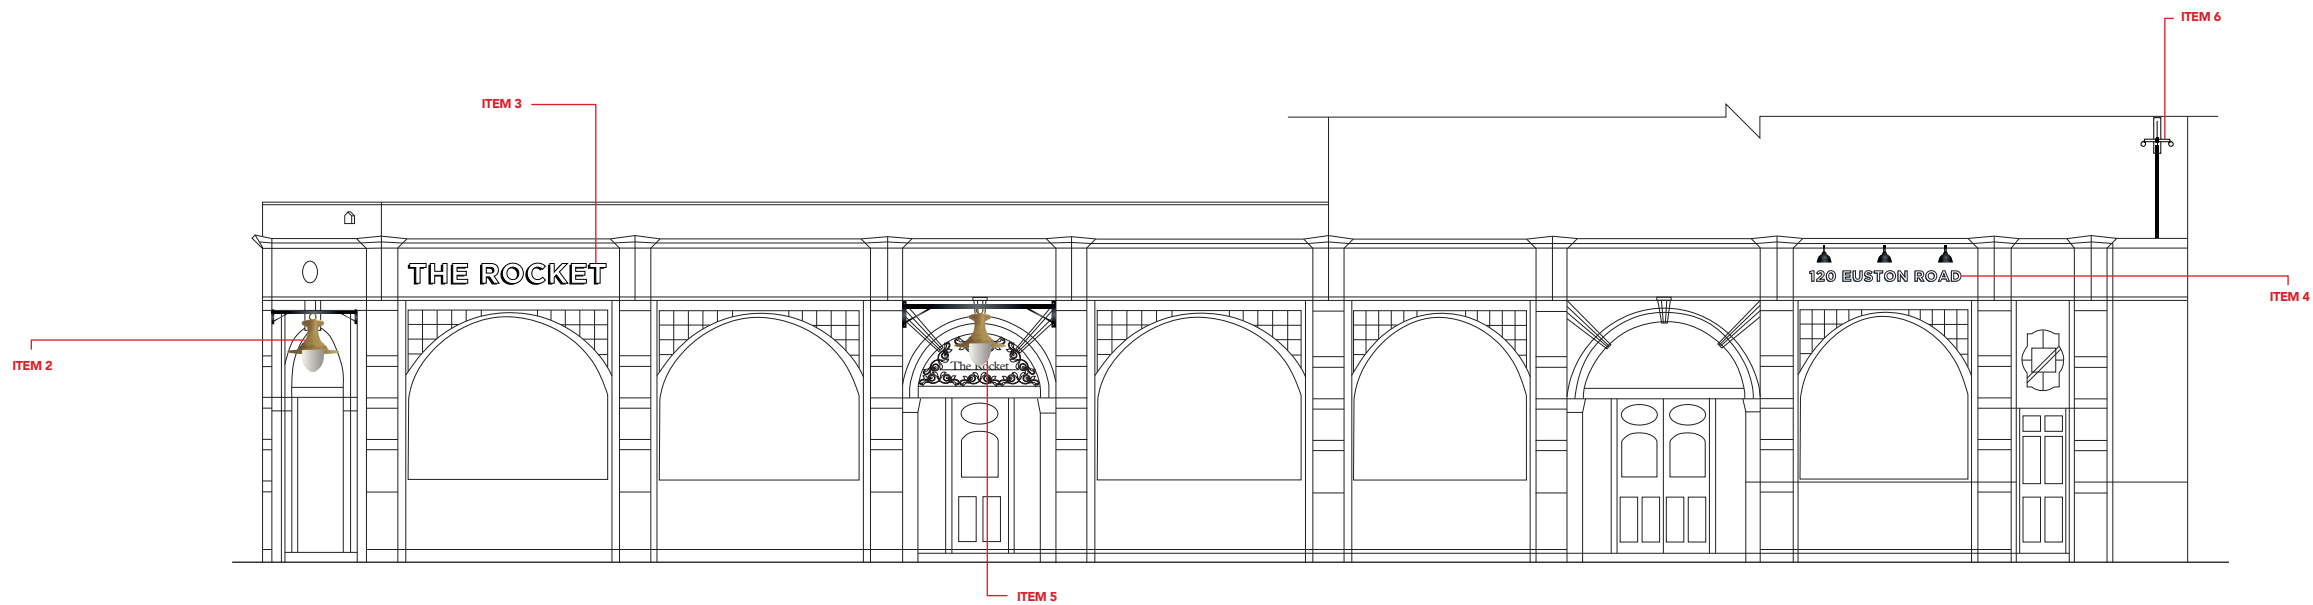 ITEM 6
ITEM 3
THE ROCKET
120 EUSTON ROAD
ITEM 4
ITEM 2
The Rocket
ITEM 5